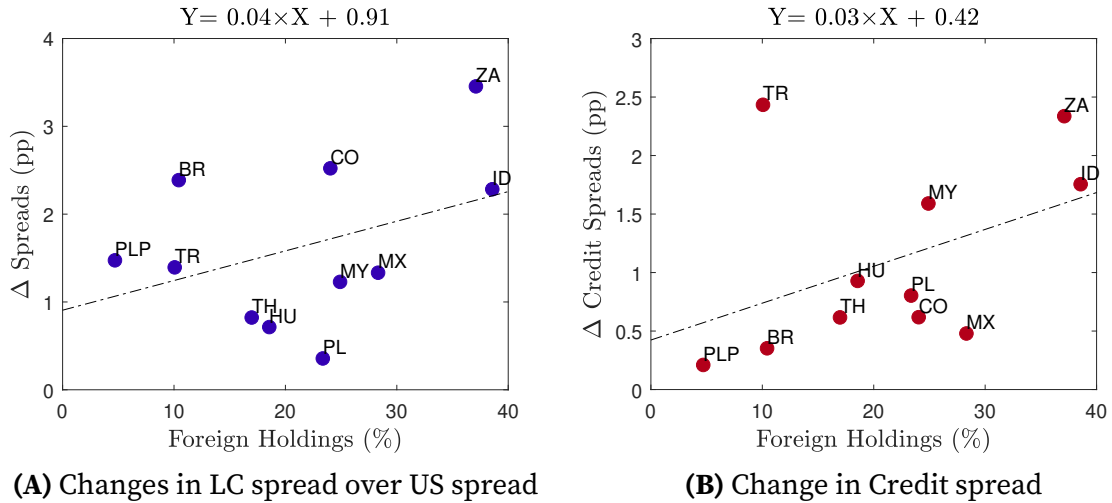 Y= 0.04×X + 0.91
4
3
2
1
0
Δ Spreads (pp)
ZA
CO
BR
ID
PLP
TR
MY
MX
TH
HU
PL
0
10
20
30
40
Foreign Holdings (%)
(A) Changes in LC spread over US spread
Y= 0.03×X + 0.42
3
2.5
2
1.5
1
0.5
0
Δ Credit Spreads (pp)
TR
ZA
ID
MY
HU
PL
TH
CO
MX
BR
PLP
0
10
20
30
40
Foreign Holdings (%)
(B) Change in Credit spread